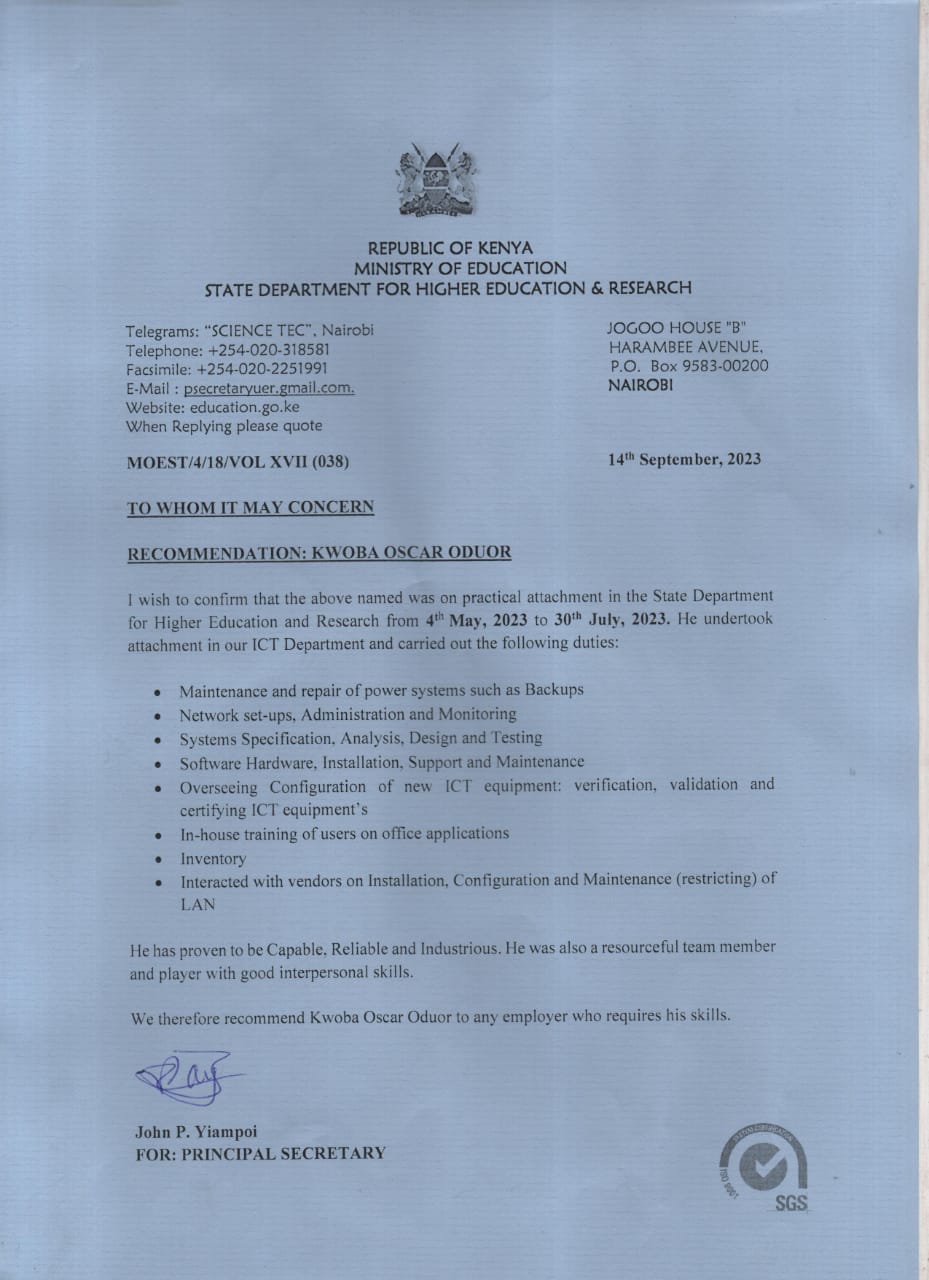 REPUBLIC OF KENYA
MINISTRY OF EDUCATION
STATE DEPARTMENT FOR HIGHER EDUCATION & RESEARCH
Telegrams: “SCIENCE TEC”, Nairobi
Telephone: +254-020-318581
Facsimile: +254-020-2251991
E-Mail : psecretaryuer.gmail.com.
Website: education.go.ke
When Replying please quote
JOGOO HOUSE "B"
HARAMBEE AVENUE,
P.O. Box 9583-00200
NAIROBI
MOEST/4/18/VOL XVII (038)
14th September, 2023
TO WHOM IT MAY CONCERN
RECOMMENDATION: KWOBA OSCAR ODUOR
I wish to confirm that the above named was on practical attachment in the State Department
for Higher Education and Research from 4th May, 2023 to 30th July, 2023. He undertook
attachment in our ICT Department and carried out the following duties:
• Maintenance and repair of power systems such as Backups
• Network set-ups, Administration and Monitoring
• Systems Specification, Analysis, Design and Testing
• Software Hardware, Installation, Support and Maintenance
• Overseeing Configuration of new ICT equipment: verification, validation and
certifying ICT equipment’s
• In-house training of users on office applications
• Inventory
• Interacted with vendors on Installation, Configuration and Maintenance (restricting) of
LAN
He has proven to be Capable, Reliable and Industrious. He was also a resourceful team member
and player with good interpersonal skills.
We therefore recommend Kwoba Oscar Oduor to any employer who requires his skills.
John P. Yiampoi
FOR: PRINCIPAL SECRETARY
SYSTEM CERTIFICATION
ISO 9001
SGS